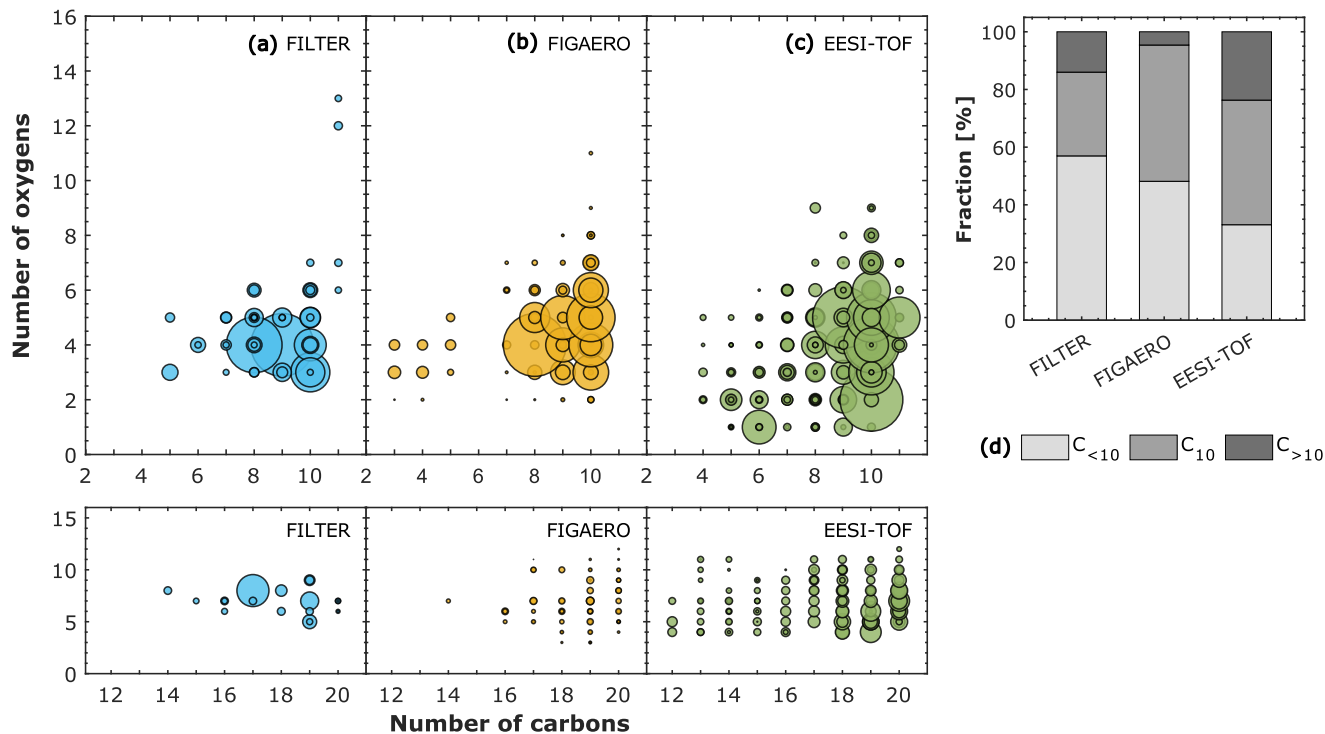 (a) FILTER
(b) FIGAERO
(c) EESI-TOF
Number of oxygens
16
14
12
10
8
6
4
2
0
2 4 6 8 10
2 4 6 8 10
2 4 6 8 10
FILTER
FIGAERO
EESI-TOF
15
10
5
0
12 14 16 18 20
12 14 16 18 20
12 14 16 18 20
Number of carbons
Fraction [%]
100
80
60
40
20
0
FILTER
FIGAERO
EESI-TOF
(d) C<10 C10 C>10